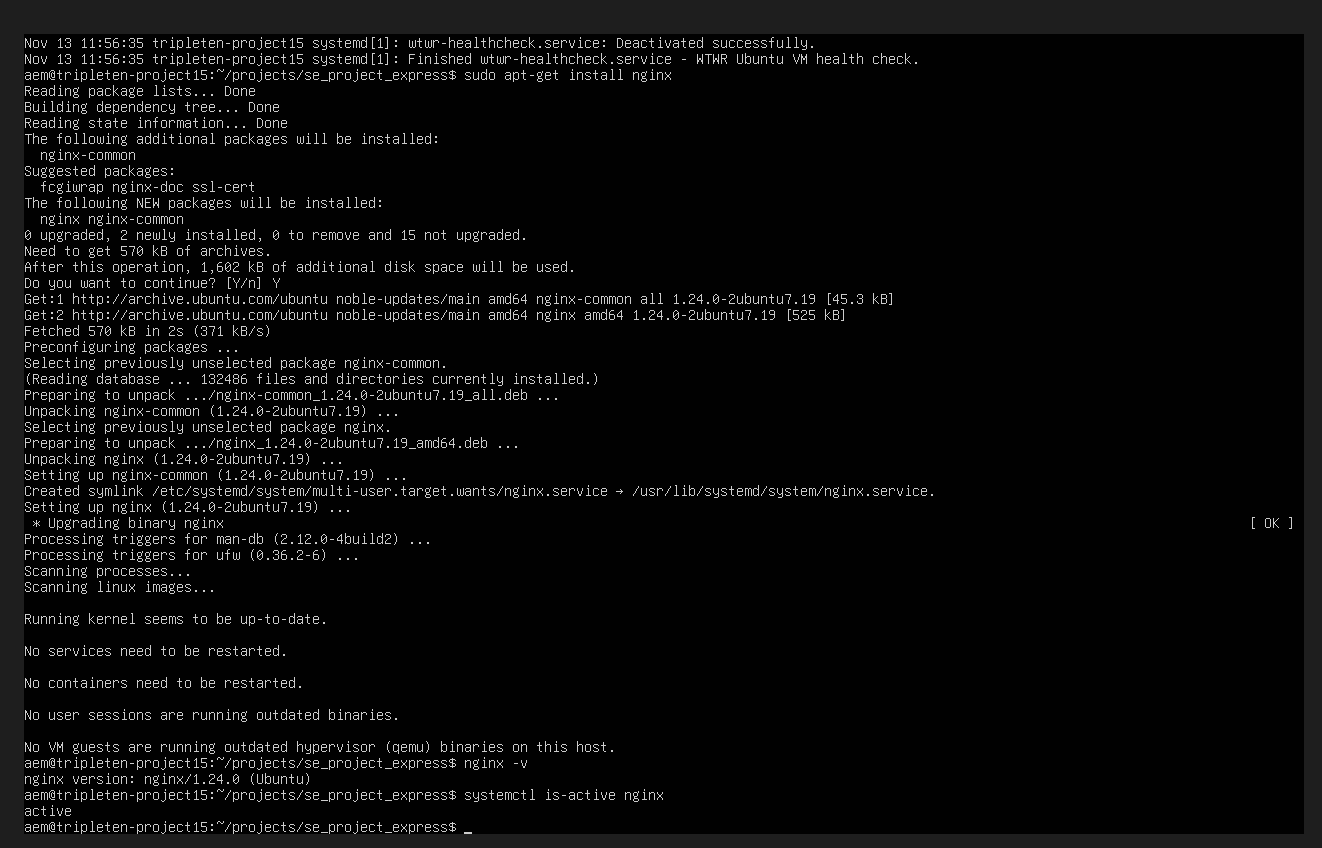 Nov 13 11:56:35 tripleten-project15 systemd[1]: wtwr-healthcheck.service: Deactivated successfully.
Nov 13 11:56:35 tripleten-project15 systemd[1]: Finished wtwr-healthcheck.service - WTWR Ubuntu VM health check.
aem@tripleten-project15:~/projects/se_project_express$ sudo apt-get install nginx
Reading package lists... Done
Building dependency tree... Done
Reading state information... Done
The following additional packages will be installed:
  nginx-common
Suggested packages:
  fcgiwrap nginx-doc ssl-cert
The following NEW packages will be installed:
  nginx nginx-common
0 upgraded, 2 newly installed, 0 to remove and 15 not upgraded.
Need to get 570 kB of archives.
After this operation, 1,602 kB of additional disk space will be used.
Do you want to continue? [Y/n] Y
Get:1 http://archive.ubuntu.com/ubuntu noble-updates/main amd64 nginx-common all 1.24.0-2ubuntu7.19 [45.3 kB]
Get:2 http://archive.ubuntu.com/ubuntu noble-updates/main amd64 nginx amd64 1.24.0-2ubuntu7.19 [525 kB]
Fetched 570 kB in 2s (371 kB/s)
Preconfiguring packages ...
Selecting previously unselected package nginx-common.
(Reading database ... 132486 files and directories currently installed.)
Preparing to unpack .../nginx-common_1.24.0-2ubuntu7.19_all.deb ...
Unpacking nginx-common (1.24.0-2ubuntu7.19) ...
Selecting previously unselected package nginx.
Preparing to unpack .../nginx_1.24.0-2ubuntu7.19_amd64.deb ...
Unpacking nginx (1.24.0-2ubuntu7.19) ...
Setting up nginx-common (1.24.0-2ubuntu7.19) ...
Created symlink /etc/systemd/system/multi-user.target.wants/nginx.service → /usr/lib/systemd/system/nginx.service.
Setting up nginx (1.24.0-2ubuntu7.19) ...
 * Upgrading binary nginx [ OK ]
Processing triggers for man-db (2.12.0-4build2) ...
Processing triggers for ufw (0.36.2-6) ...
Scanning processes...
Scanning linux images...

Running kernel seems to be up-to-date.

No services need to be restarted.

No containers need to be restarted.

No user sessions are running outdated binaries.

No VM guests are running outdated hypervisor (qemu) binaries on this host.
aem@tripleten-project15:~/projects/se_project_express$ nginx -v
nginx version: nginx/1.24.0 (Ubuntu)
aem@tripleten-project15:~/projects/se_project_express$ systemctl is-active nginx
active
aem@tripleten-project15:~/projects/se_project_express$ _